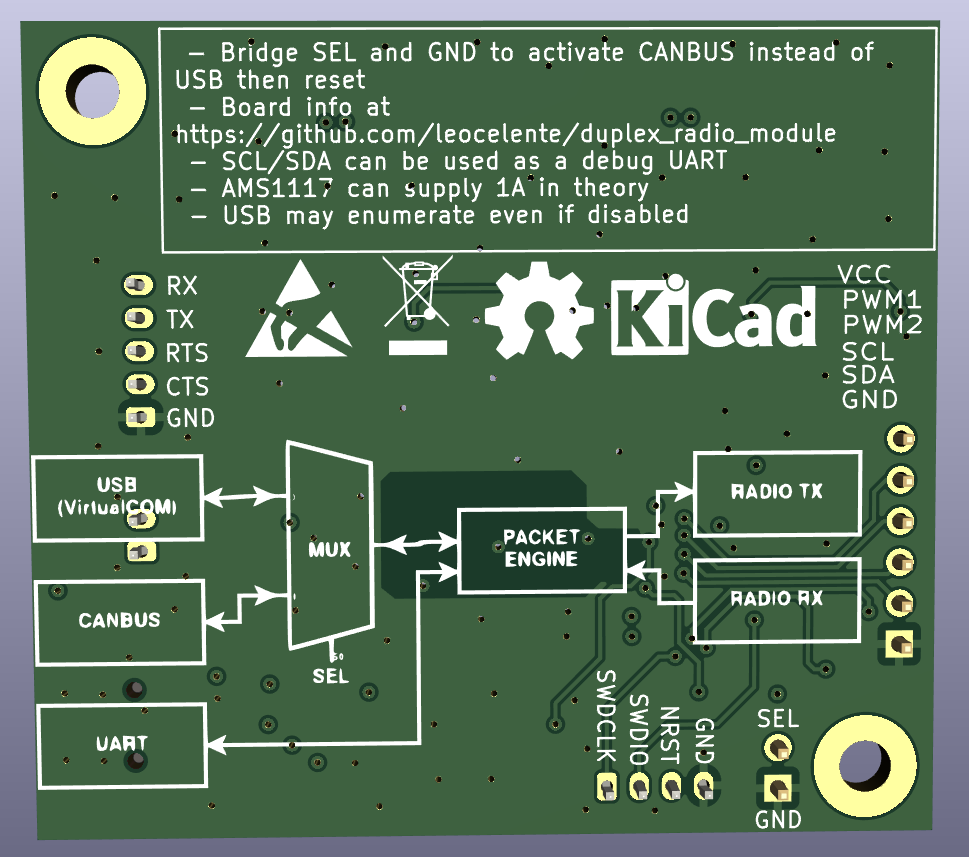 - Bridge SEL and GND to activate CANBUS instead of
USB then reset
- Board info at
https://github.com/leocelente/duplex_radio_module
- SCL/SDA can be used as a debug UART
- AMS1117 can supply 1A in theory
- USB may enumerate even if disabled
RX
TX
RTS
CTS
GND
KiCad
VCC
PWM1
PWM2
SCL
SDA
GND
USB
(VirtualCOM)
CANBUS
UART
MUX
SEL
PACKET
ENGINE
RADIO TX
RADIO RX
SWDCLK
SWDIO
NRST
GND
SEL
GND